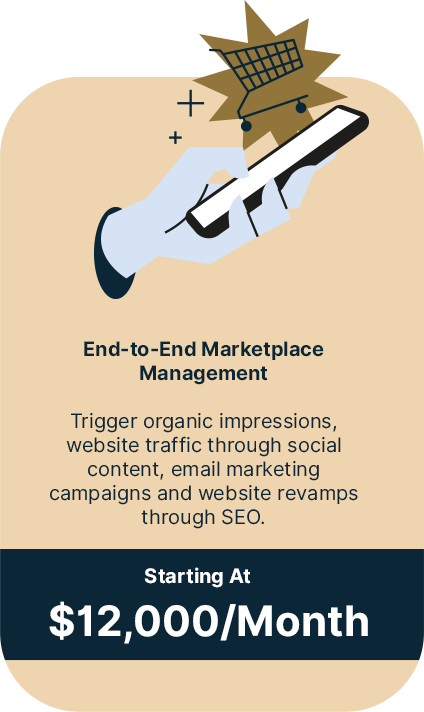 End-to-End Marketplace
Management
Trigger organic impressions,
website traffic through social
content, email marketing
campaigns and website revamps
through SEO.
Starting At
$12,000/Month